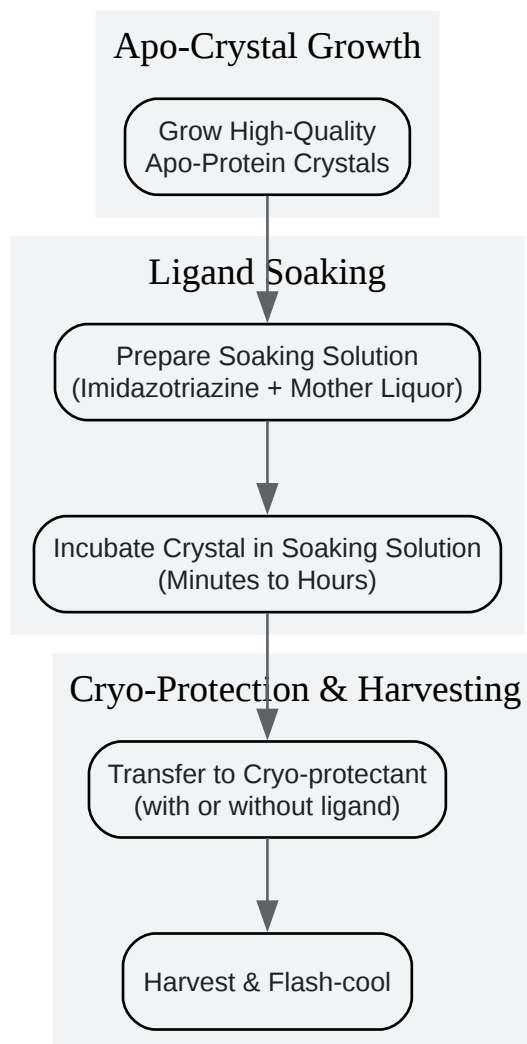 Apo-Crystal Growth
Grow High-Quality
Apo-Protein Crystals
Ligand Soaking
Prepare Soaking Solution
(Imidazotriazine + Mother Liquor)
Incubate Crystal in Soaking Solution
(Minutes to Hours)
Cryo-Protection & Harvesting
Transfer to Cryo-protectant
(with or without ligand)
Harvest & Flash-cool